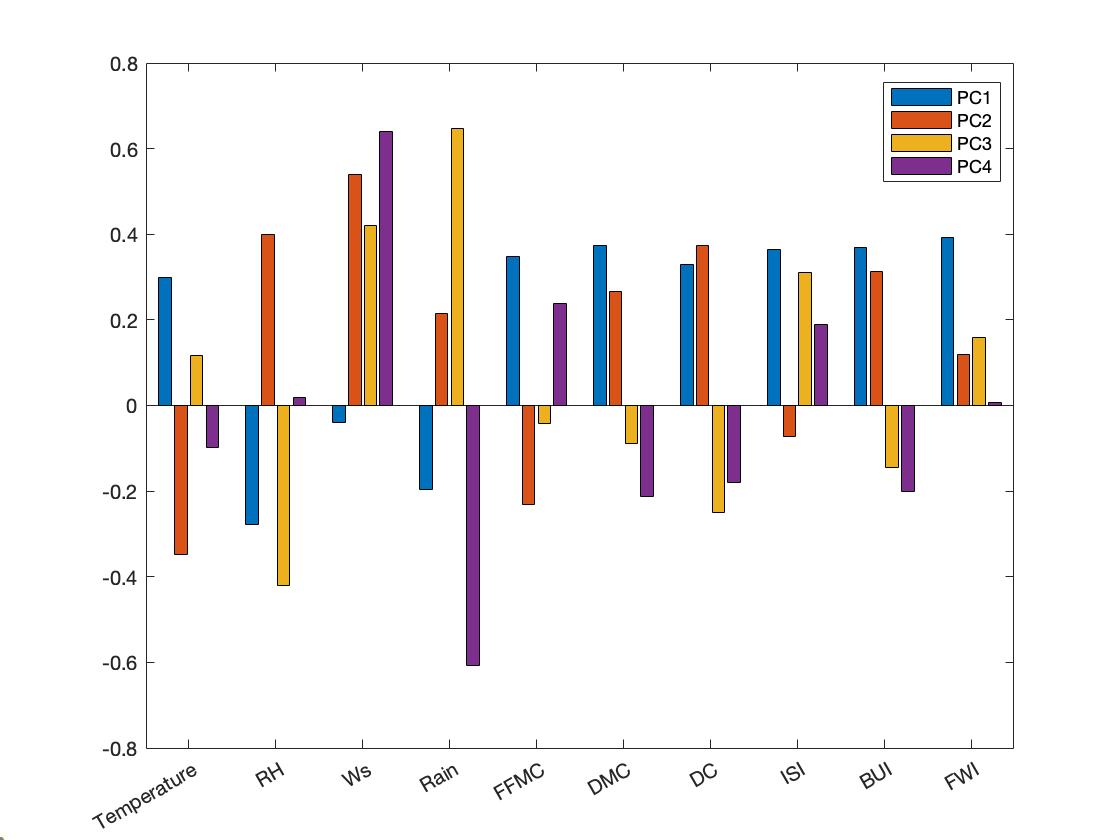 0.8
0.6
0.4
0.2
0
-0.2
-0.4
-0.6
-0.8
PC1
PC2
PC3
PC4
Temperature
RH
Ws
Rain
FFMC
DMC
DC
ISI
BUI
FWI